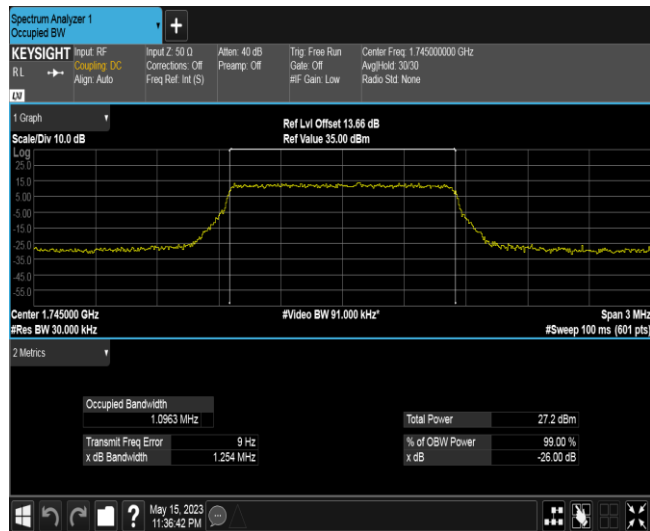 Spectrum Analyzer 1
Occupied BW
+
KEYSIGHT
RL
LXI
Input: RF
Coupling: DC
Align: Auto
Input Z: 50 Ω
Corrections: Off
Freq Ref: Int (S)
Atten: 40 dB
Preamp: Off
Trig: Free Run
Gate: Off
#IF Gain: Low
Center Freq: 1.745000000 GHz
Avg|Hold: 30/30
Radio Std: None
1 Graph
Scale/Div 10.0 dB
Ref Lvl Offset 13.66 dB
Ref Value 35.00 dBm
Log
25.0
15.0
5.00
-5.00
-15.0
-25.0
-35.0
-45.0
-55.0
Center 1.745000 GHz
#Res BW 30.000 kHz
#Video BW 91.000 kHz*
Span 3 MHz
#Sweep 100 ms (601 pts)
2 Metrics
Occupied Bandwidth
1.0963 MHz
Transmit Freq Error 9 Hz
x dB Bandwidth 1.254 MHz
Total Power 27.2 dBm
% of OBW Power 99.00 %
x dB -26.00 dB
?
May 15, 2023
11:36:42 PM